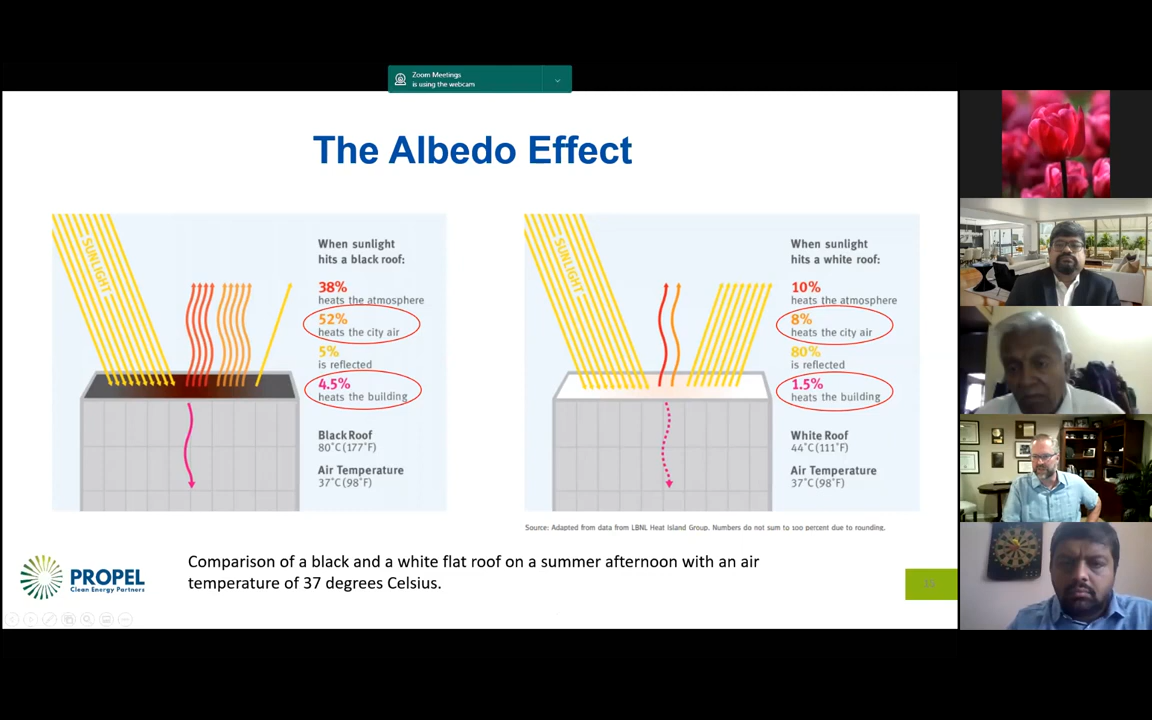 Zoom Meetings
is using the webcam
The Albedo Effect
SUNLIGHT
When sunlight
hits a black roof:
38%
heats the atmosphere
52%
heats the city air
5%
is reflected
4.5%
heats the building
Black Roof
80°C (177°F)
Air Temperature
37°C (98°F)
SUNLIGHT
When sunlight
hits a white roof:
10%
heats the atmosphere
8%
heats the city air
80%
is reflected
1.5%
heats the building
White Roof
44°C (111°F)
Air Temperature
37°C (98°F)
Source: Adapted from data from LBNL Heat Island Group. Numbers do not sum to 100 percent due to rounding.
PROPEL
Clean Energy Partners
Comparison of a black and a white flat roof on a summer afternoon with an air
temperature of 37 degrees Celsius.